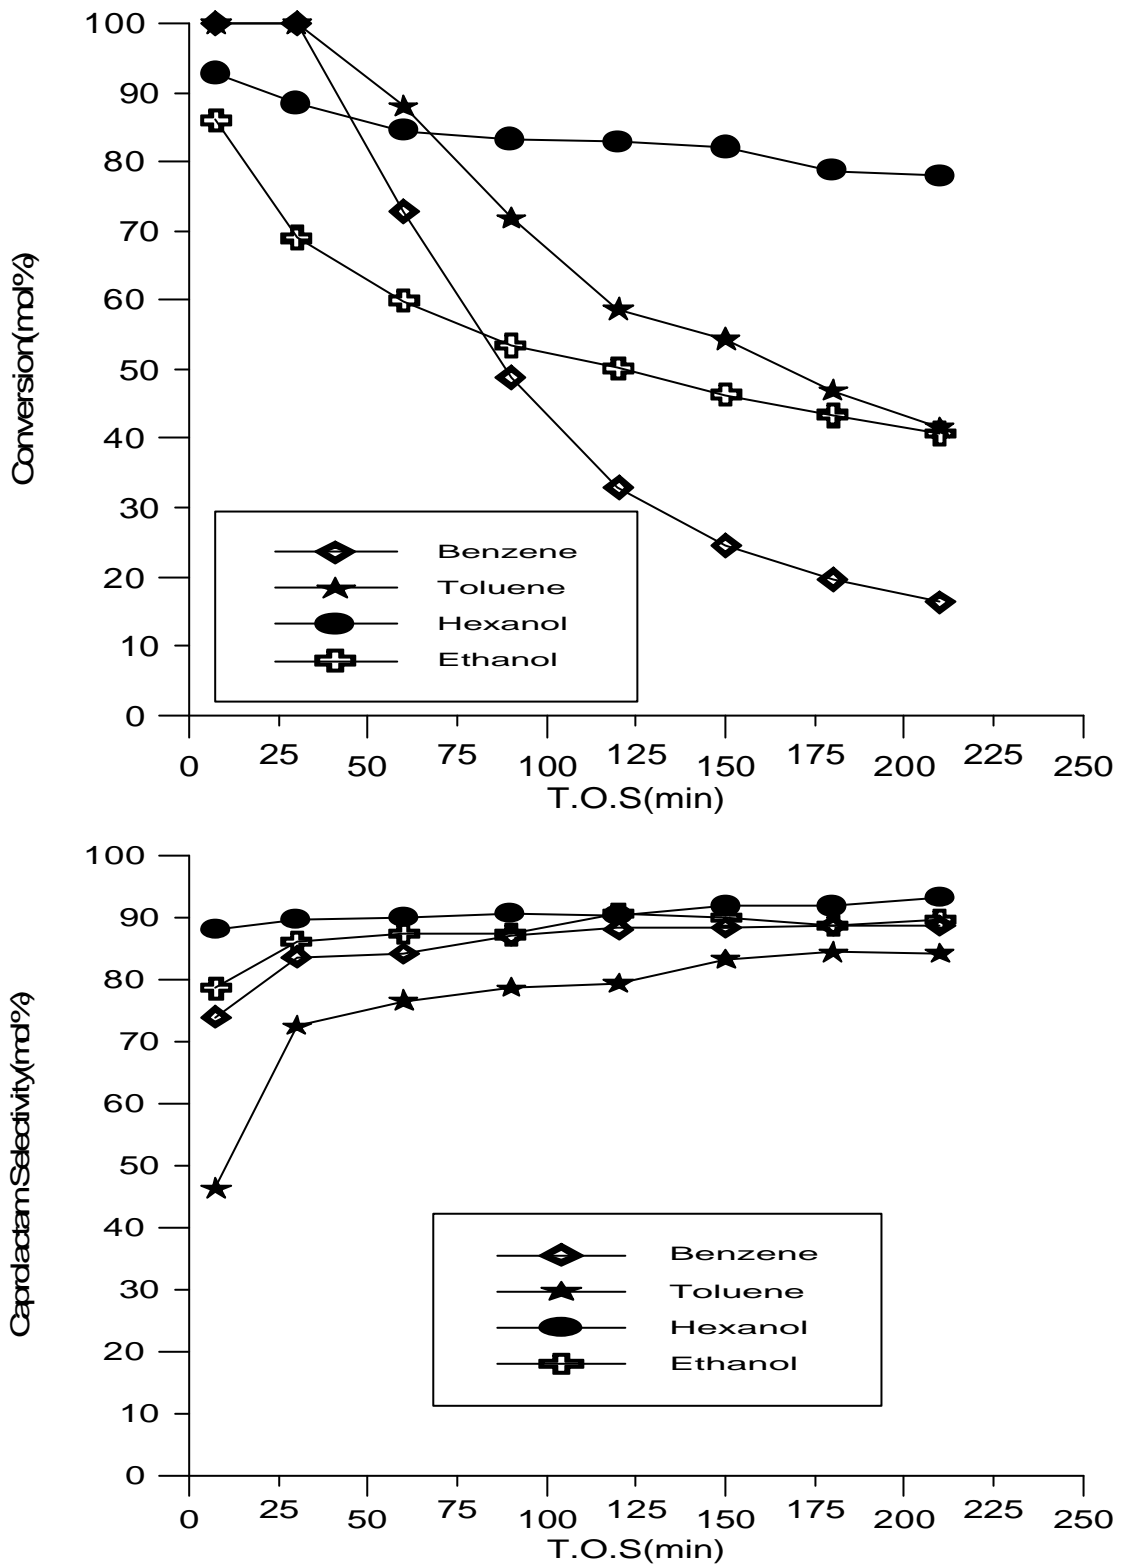 100
90
80
70
60
50
40
30
20
10
0
Conversion(mol%)
Benzene
Toluene
Hexanol
Ethanol
0 25 50 75 100 125 150 175 200 225 250
T.O.S(min)
100
90
80
70
60
50
40
30
20
10
0
Caprolactam Selectivity(mol%)
Benzene
Toluene
Hexanol
Ethanol
0 25 50 75 100 125 150 175 200 225 250
T.O.S(min)